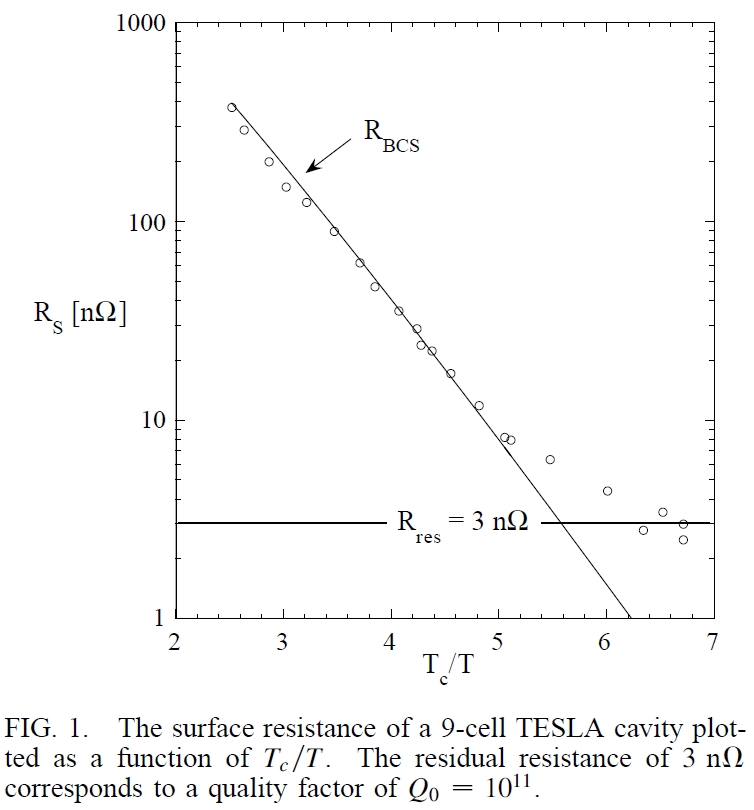 1000
R_BCS
100
R_S [nΩ]
10
R_res = 3 nΩ
1
2 3 4 5 6 7
T_c/T
FIG. 1. The surface resistance of a 9-cell TESLA cavity plot-
ted as a function of T_c/T. The residual resistance of 3 nΩ
corresponds to a quality factor of Q_0 = 10^11.